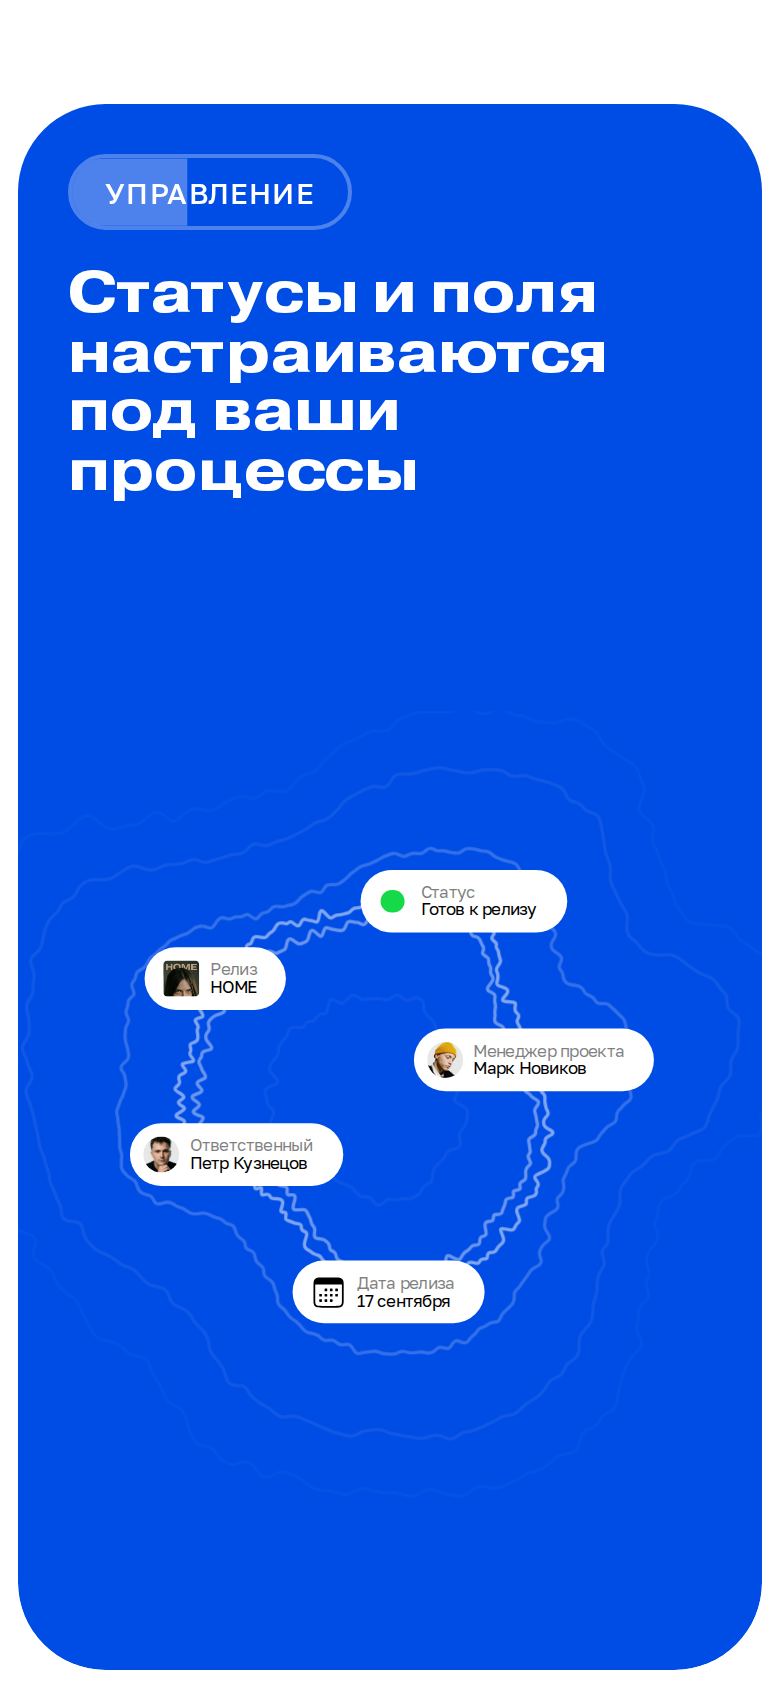 УПРАВЛЕНИЕ
Статусы и поля
настраиваются
под ваши
процессы
Статус
Готов к релизу
HOME
Релиз
HOME
Менеджер проекта
Марк Новиков
Ответственный
Петр Кузнецов
Дата релиза
17 сентября